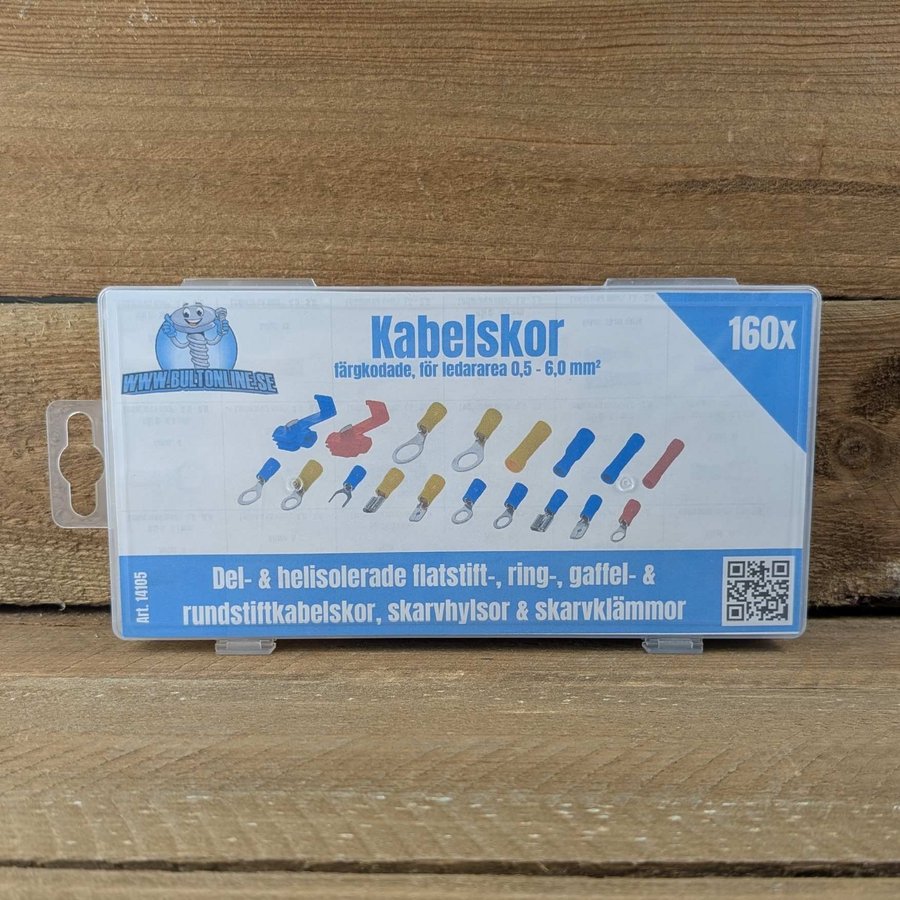 WWW.BULTONLINE.SE
Kabelskor
färgkodade, för ledararea 0,5 - 6,0 mm²
160x
Del- & helisolerade flatstift-, ring-, gaffel- &
rundstiftkabelskor, skarvhylsor & skarvklämmor
Art. 14105